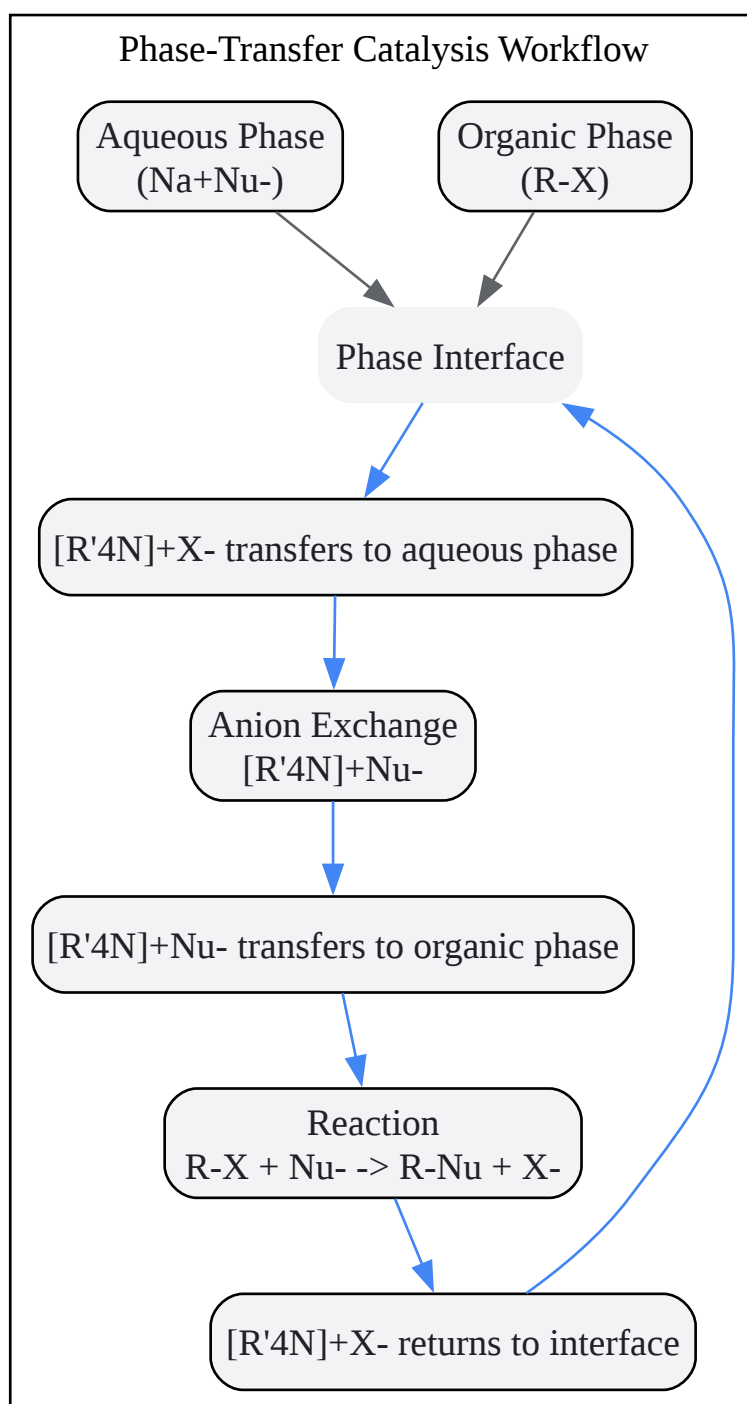 Phase-Transfer Catalysis Workflow
Aqueous Phase
(Na+Nu-)
Organic Phase
(R-X)
Phase Interface
[R'4N]+X- transfers to aqueous phase
Anion Exchange
[R'4N]+Nu-
[R'4N]+Nu- transfers to organic phase
Reaction
R-X + Nu- -> R-Nu + X-
[R'4N]+X- returns to interface